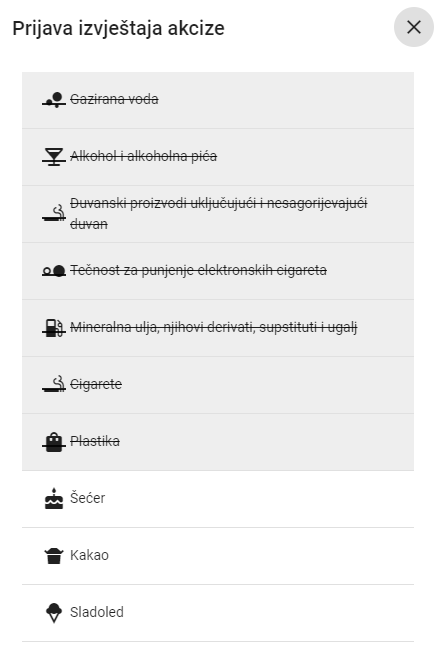 Prijava izvještaja akcize
Gazirana voda
Alkohol i alkoholna pića
Duvanski proizvodi uključujući i nesagorijevajući
duvan
Tečnost za punjenje elektronskih cigareta
Mineralna ulja, njihovi derivati, supstituti i ugalj
Cigarete
Plastika
Šećer
Kakao
Sladoled